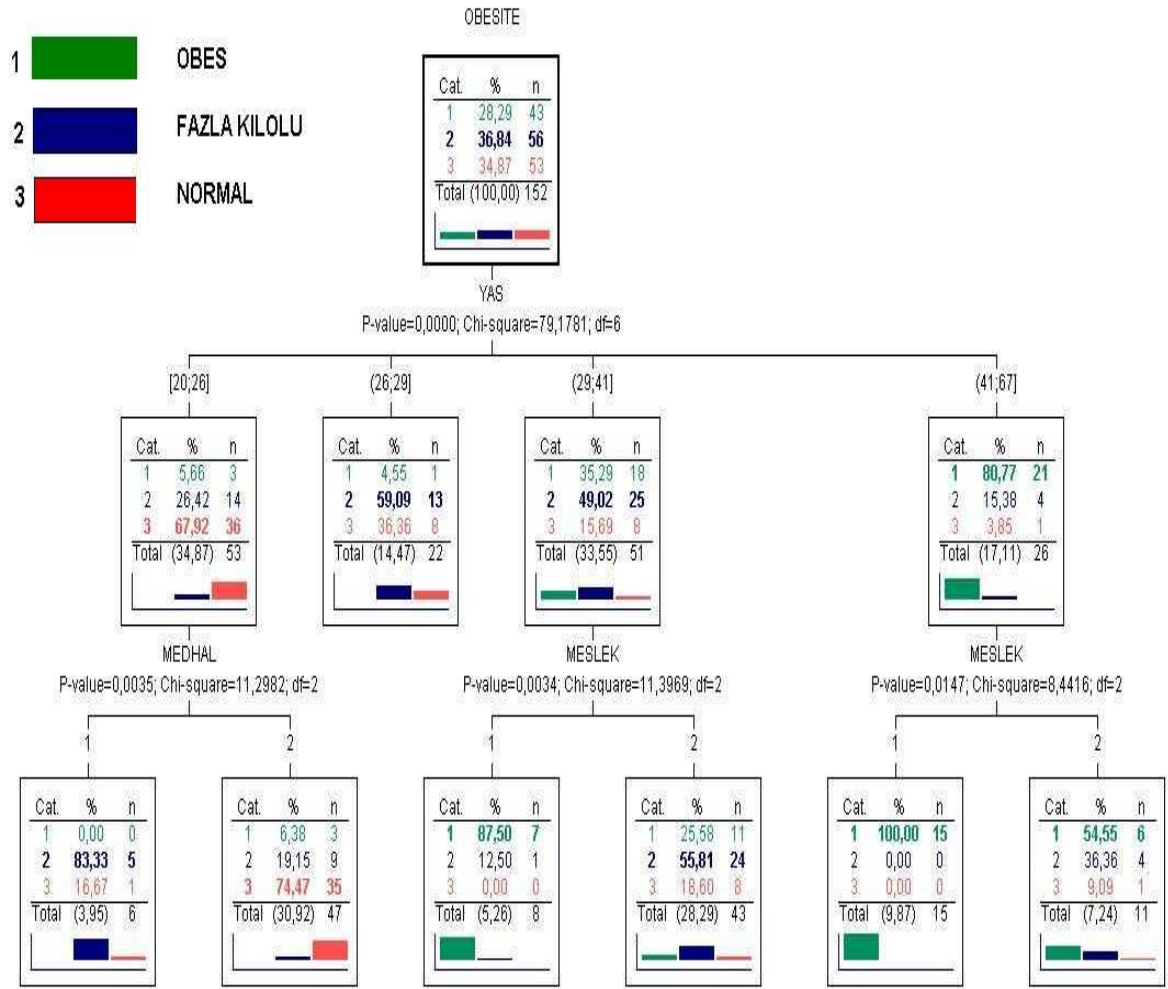 OBESITE
1 OBES
2 FAZLA KILOLU
3 NORMAL
Cat. % n
1 28,29 43
2 36,84 56
3 34,87 53
Total (100,00) 152
YAS
P-value=0,0000; Chi-square=79,1781; df=6
[20;26]
Cat. % n
1 5,66 3
2 26,42 14
3 67,92 36
Total (34,87) 53
(26;29]
Cat. % n
1 4,55 1
2 59,09 13
3 36,36 8
Total (14,47) 22
(29;41]
Cat. % n
1 35,29 18
2 49,02 25
3 15,69 8
Total (33,55) 51
(41;67]
Cat. % n
1 80,77 21
2 15,38 4
3 3,85 1
Total (17,11) 26
MEDHAL
P-value=0,0035; Chi-square=11,2982; df=2
MESLEK
P-value=0,0034; Chi-square=11,3969; df=2
MESLEK
P-value=0,0147; Chi-square=8,4416; df=2
1
Cat. % n
1 0,00 0
2 83,33 5
3 16,67 1
Total (3,95) 6
2
Cat. % n
1 6,38 3
2 19,15 9
3 74,47 35
Total (30,92) 47
1
Cat. % n
1 87,50 7
2 12,50 1
3 0,00 0
Total (5,26) 8
2
Cat. % n
1 25,58 11
2 55,81 24
3 18,60 8
Total (28,29) 43
1
Cat. % n
1 100,00 15
2 0,00 0
3 0,00 0
Total (9,87) 15
2
Cat. % n
1 54,55 6
2 36,36 4
3 9,09 1
Total (7,24) 11